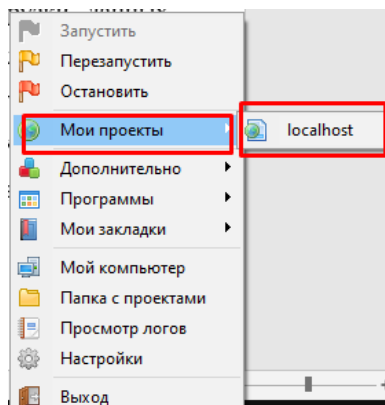 Запустить
Перезапустить
Остановить
Мои проекты
localhost
Дополнительно
Программы
Мои закладки
Мой компьютер
Папка с проектами
Просмотр логов
Настройки
Выход